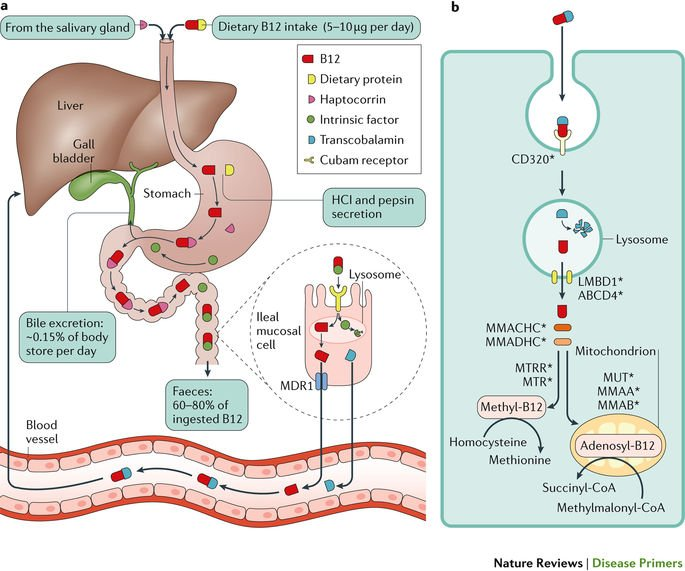 a
From the salivary gland
Dietary B12 intake (5–10 µg per day)
B12
Dietary protein
Haptocorrin
Intrinsic factor
Transcobalamin
Cubam receptor
Liver
Gall
bladder
Stomach
HCl and pepsin
secretion
Bile excretion:
~0.15% of body
store per day
Lysosome
Ileal
mucosal
cell
MDR1
Faeces:
60–80% of
ingested B12
Blood
vessel
b
CD320*
Lysosome
LMBD1*
ABCD4*
MMACHC*
MMADHC*
Mitochondrion
MTRR*
MTR*
MUT*
MMAA*
MMAB*
Methyl-B12
Adenosyl-B12
Homocysteine
Methionine
Succinyl-CoA
Methylmalonyl-CoA
Nature Reviews | Disease Primers